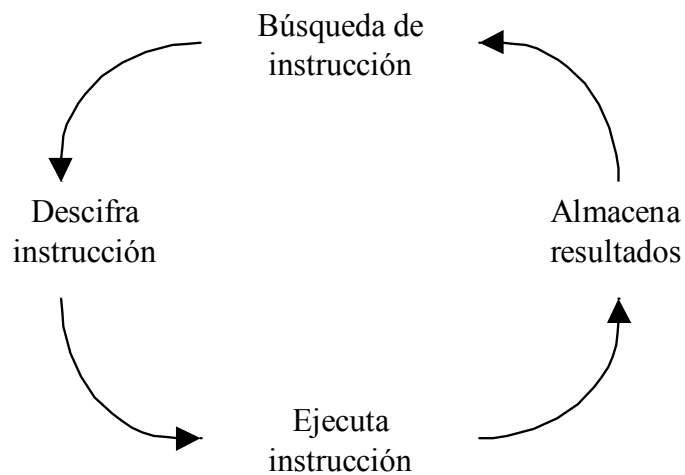 Búsqueda de
instrucción
Descifra
instrucción
Almacena
resultados
Ejecuta
instrucción